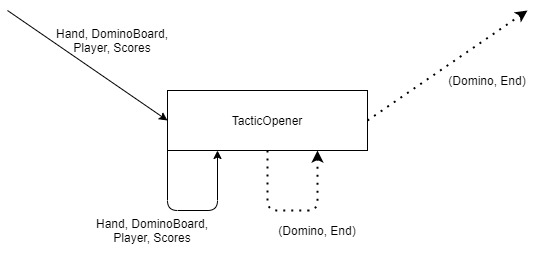 Hand, DominoBoard,
Player, Scores
(Domino, End)
TacticOpener
Hand, DominoBoard,
Player, Scores
(Domino, End)